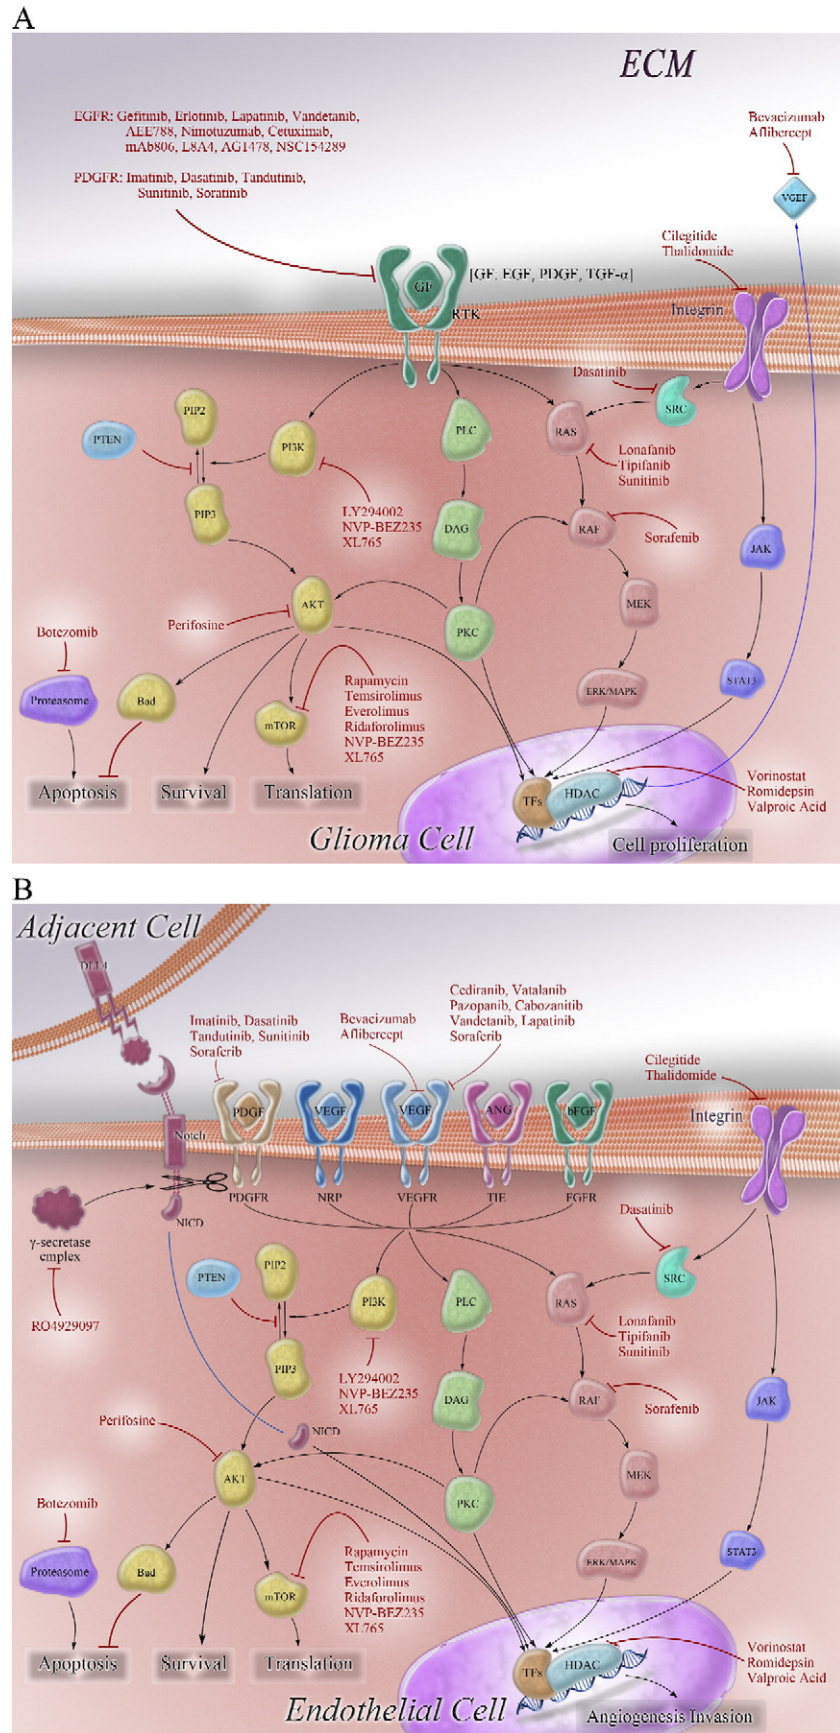 A
ECM
EGFR: Gefitinib, Erlotinib, Lapatinib, Vandetanib,
AEE788, Nimotuzumab, Cetuximab,
mAb806, L8A4, AG1478, NSC154289
PDGFR: Imatinib, Dasatinib, Tandutinib,
Sunitinib, Soratinib
Bevacizumab
Aflibercept
VGEF
Cilegitide
Thalidomide
GF
[GF, EGF, PDGF, TGF-α]
RTK
Integrin
Dasatinib
SRC
PIP2
PTEN
PI3K
PLC
RAS
Lonafanib
Tipifanib
Sunitinib
LY294002
NVP-BEZ235
XL765
PIP3
DAG
RAF
Sorafenib
JAK
AKT
Perifosine
PKC
MEK
Botezomib
Proteasome
Bad
mTOR
Rapamycin
Temsirolimus
Everolimus
Ridaforolimus
NVP-BEZ235
XL765
ERK/MAPK
STAT3
Apoptosis
Survival
Translation
TFs
HDAC
Vorinostat
Romidepsin
Valproic Acid
Glioma Cell
Cell proliferation
B
Adjacent Cell
DLL4
Imatinib, Dasatinib
Tandutinib, Sunitinib
Soraferib
Bevacizumab
Aflibercept
Cediranib, Vatalanib
Pazopanib, Cabozanitib
Vandetanib, Lapatinib
Soraferib
Cilegitide
Thalidomide
PDGF
VEGF
VEGF
ANG
bFGF
Integrin
Notch
PDGFR
NRP
VEGFR
TIE
FGFR
NICD
γ-secretase
cmplex
RO4929097
Dasatinib
SRC
PTEN
PIP2
PI3K
PLC
RAS
Lonafanib
Tipifanib
Sunitinib
LY294002
NVP-BEZ235
XL765
PIP3
DAG
RAF
Sorafenib
JAK
Perifosine
NICD
AKT
PKC
MEK
Botezomib
Proteasome
Bad
mTOR
Rapamycin
Temsirolimus
Everolimus
Ridaforolimus
NVP-BEZ235
XL765
ERK/MAPK
STAT3
Apoptosis
Survival
Translation
TFs
HDAC
Vorinostat
Romidepsin
Valproic Acid
Endothelial Cell
Angiogenesis Invasion